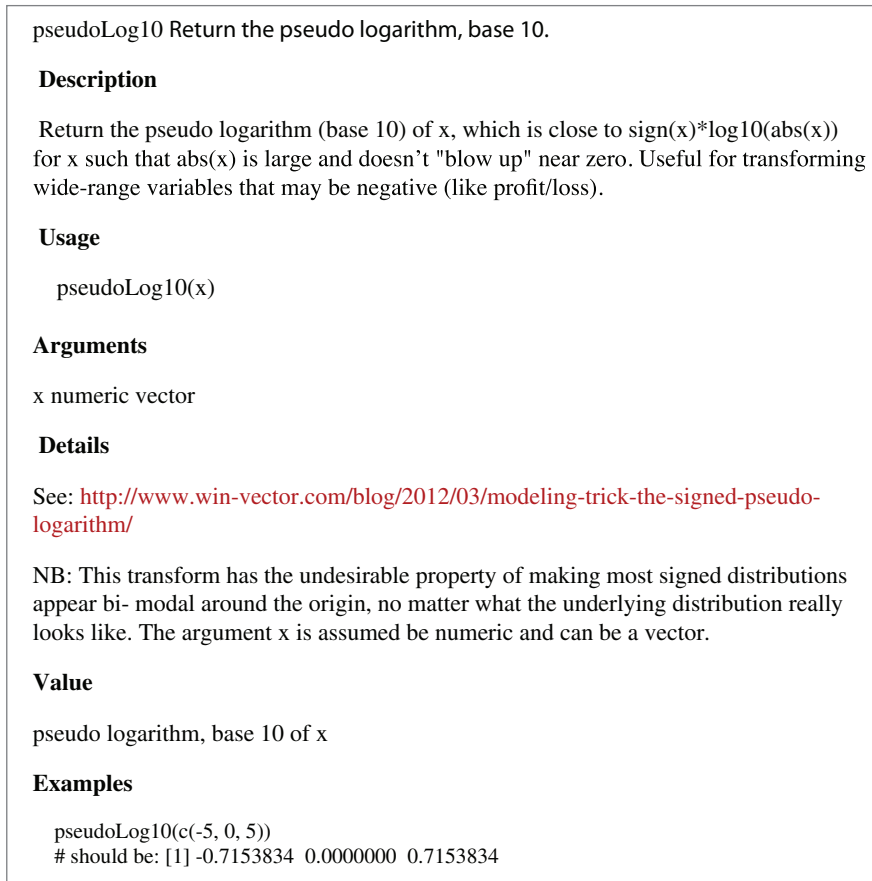 pseudoLog10 Return the pseudo logarithm, base 10.
Description
Return the pseudo logarithm (base 10) of x, which is close to sign(x)*log10(abs(x))
for x such that abs(x) is large and doesn't "blow up" near zero. Useful for transforming
wide-range variables that may be negative (like profit/loss).
Usage
pseudoLog10(x)
Arguments
x numeric vector
Details
See: http://www.win-vector.com/blog/2012/03/modeling-trick-the-signed-pseudo-
logarithm/
NB: This transform has the undesirable property of making most signed distributions
appear bi- modal around the origin, no matter what the underlying distribution really
looks like. The argument x is assumed be numeric and can be a vector.
Value
pseudo logarithm, base 10 of x
Examples
pseudoLog10(c(-5, 0, 5))
# should be: [1] -0.7153834 0.0000000 0.7153834